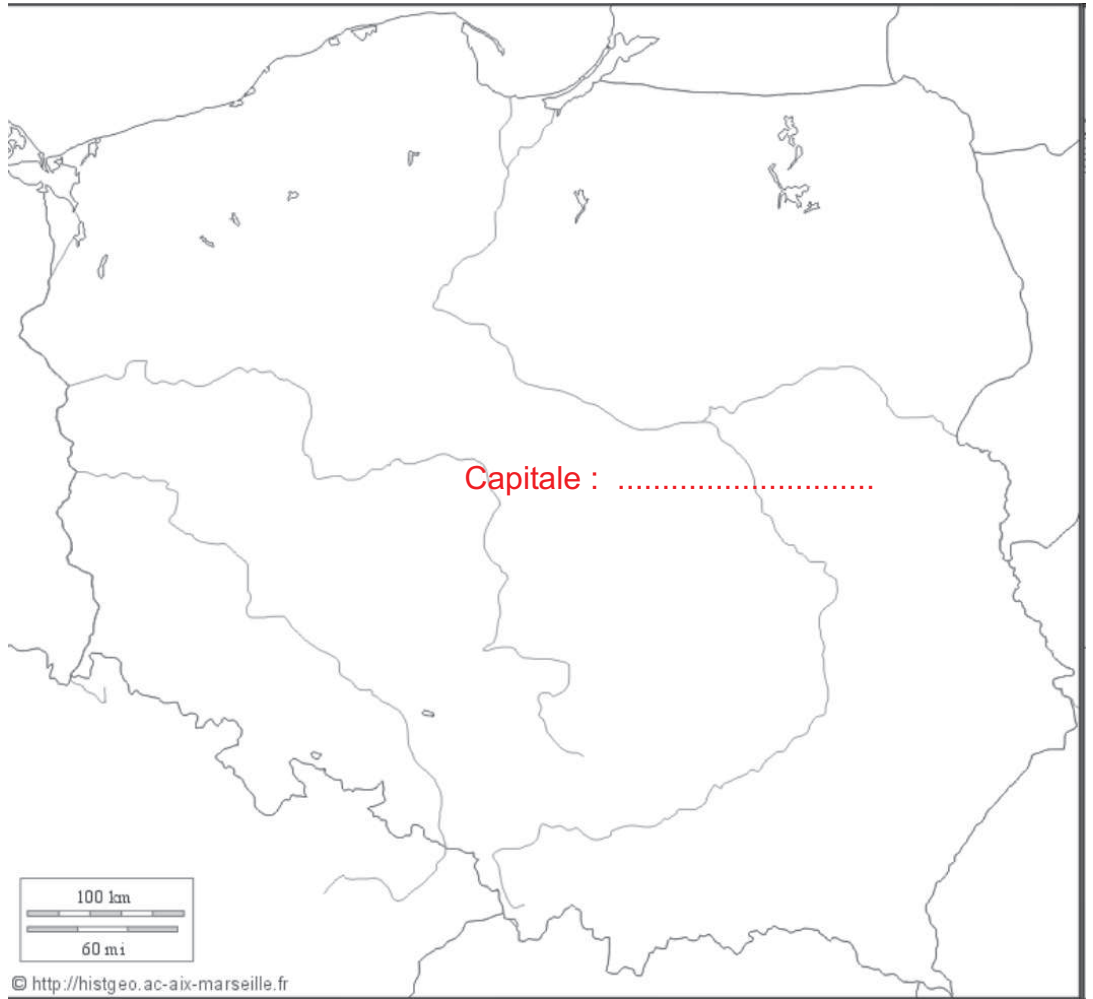 Capitale : .............................
100 km
60 mi
© http://histgeo.ac-aix-marseille.fr